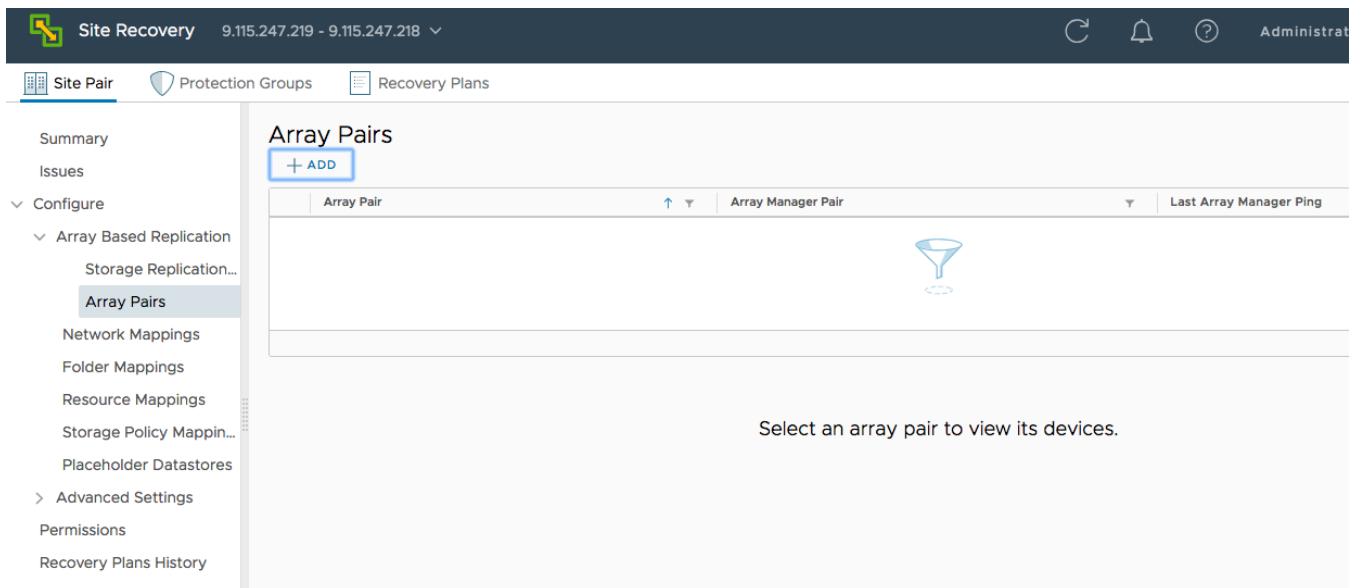 Site Recovery 9.115.247.219 - 9.115.247.218 Administrat
Site Pair Protection Groups Recovery Plans
Summary
Issues
Configure
Array Based Replication
Storage Replication...
Array Pairs
Network Mappings
Folder Mappings
Resource Mappings
Storage Policy Mappin...
Placeholder Datastores
Advanced Settings
Permissions
Recovery Plans History
Array Pairs
+ ADD
Array Pair Array Manager Pair Last Array Manager Ping
Select an array pair to view its devices.